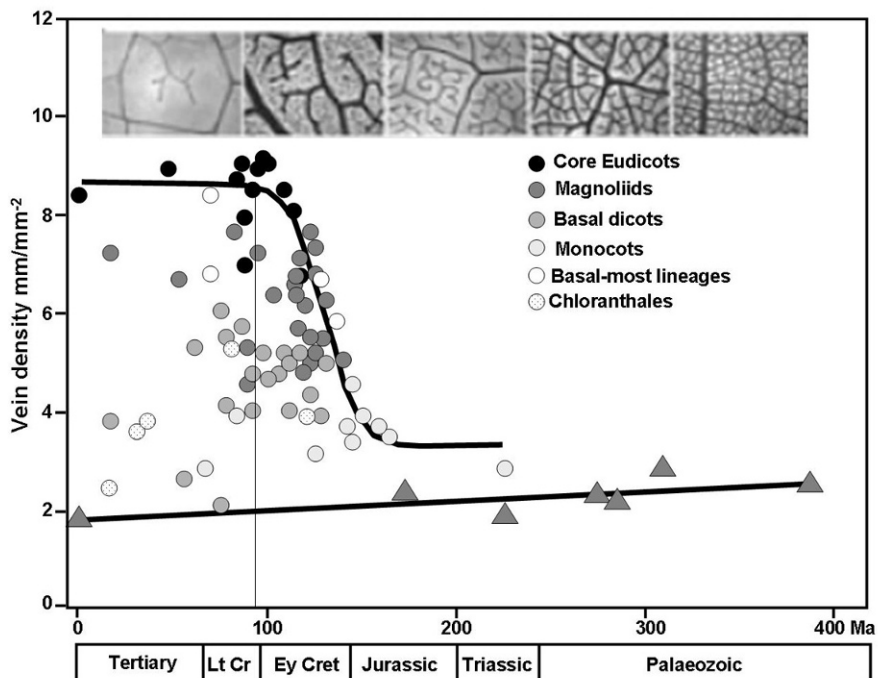 12
10
8
6
4
2
0
Vein density mm/mm⁻²
Core Eudicots
Magnoliids
Basal dicots
Monocots
Basal-most lineages
Chloranthales
0 100 200 300 400 Ma
Tertiary Lt Cr Ey Cret Jurassic Triassic Palaeozoic